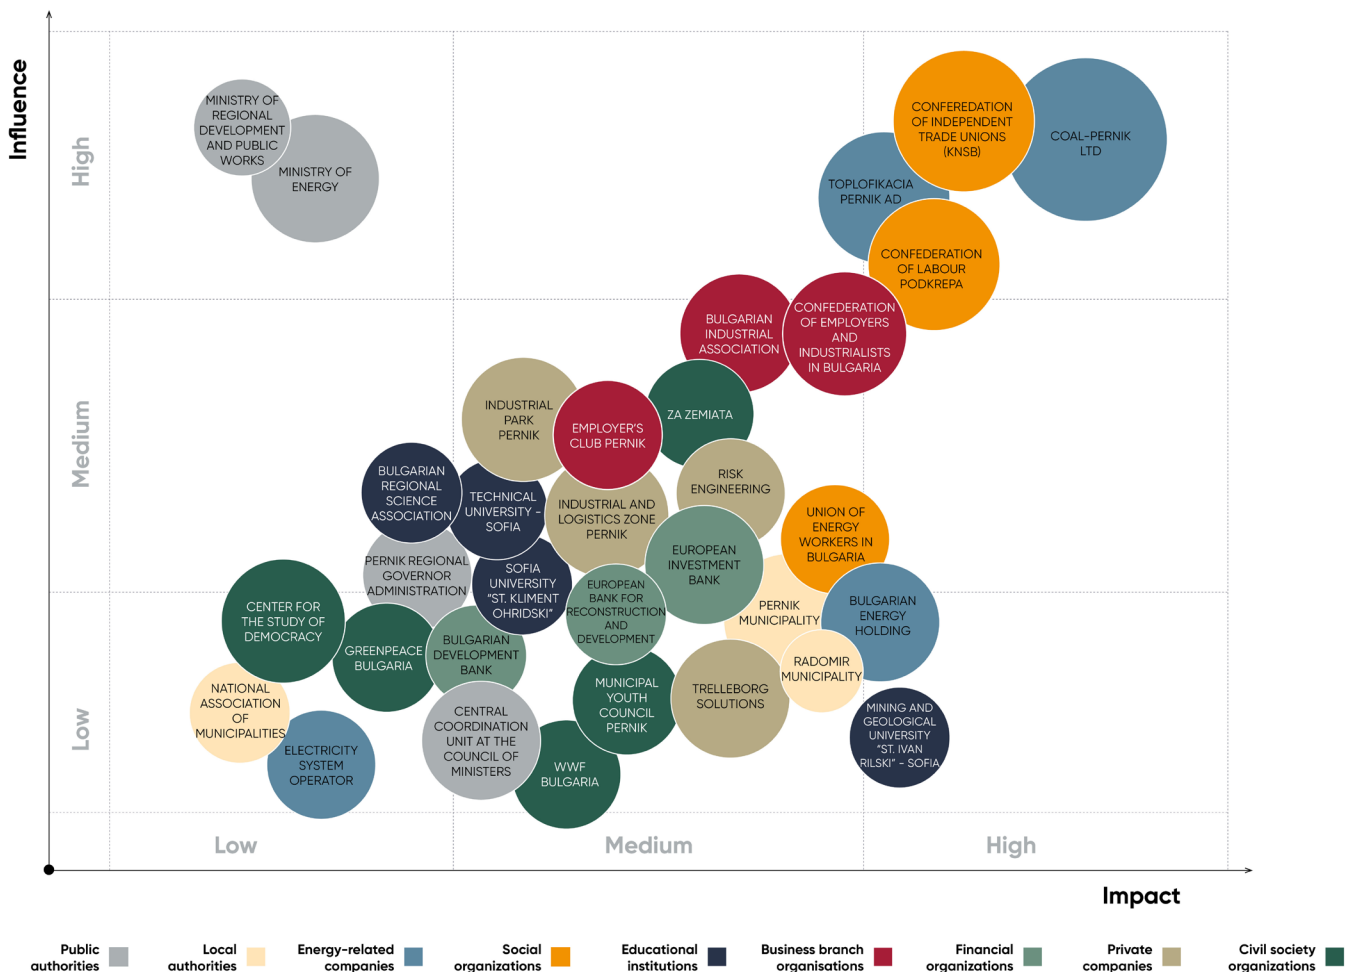 Influence
High
Medium
Low
MINISTRY OF
REGIONAL
DEVELOPMENT
AND PUBLIC
WORKS
MINISTRY OF
ENERGY
CONFEREDATION
OF INDEPENDENT
TRADE UNIONS
(KNSB)
COAL-PERNIK
LTD
TOPLOFIKACIA
PERNIK AD
CONFEDERATION
OF LABOUR
PODKREPA
BULGARIAN
INDUSTRIAL
ASSOCIATION
CONFEDERATION
OF EMPLOYERS
AND
INDUSTRIALISTS
IN BULGARIA
INDUSTRIAL
PARK
PERNIK
EMPLOYER'S
CLUB PERNIK
ZA ZEMIATA
BULGARIAN
REGIONAL
SCIENCE
ASSOCIATION
TECHNICAL
UNIVERSITY -
SOFIA
INDUSTRIAL AND
LOGISTICS ZONE
PERNIK
RISK
ENGINEERING
UNION OF
ENERGY
WORKERS IN
BULGARIA
PERNIK REGIONAL
GOVERNOR
ADMINISTRATION
SOFIA
UNIVERSITY
"ST. KLIMENT
OHRIDSKI"
EUROPEAN
BANK FOR
RECONSTRUCTION
AND
DEVELOPMENT
EUROPEAN
INVESTMENT
BANK
PERNIK
MUNICIPALITY
BULGARIAN
ENERGY
HOLDING
CENTER FOR
THE STUDY OF
DEMOCRACY
GREENPEACE
BULGARIA
BULGARIAN
DEVELOPMENT
BANK
RADOMIR
MUNICIPALITY
NATIONAL
ASSOCIATION
OF
MUNICIPALITIES
ELECTRICITY
SYSTEM
OPERATOR
CENTRAL
COORDINATION
UNIT AT THE
COUNCIL OF
MINISTERS
WWF
BULGARIA
MUNICIPAL
YOUTH
COUNCIL
PERNIK
TRELLEBORG
SOLUTIONS
MINING AND
GEOLOGICAL
UNIVERSITY
"ST. IVAN
RILSKI" - SOFIA
Low
Medium
High
Impact
Public
authorities
Local
authorities
Energy-related
companies
Social
organizations
Educational
institutions
Business branch
organisations
Financial
organizations
Private
companies
Civil society
organizations